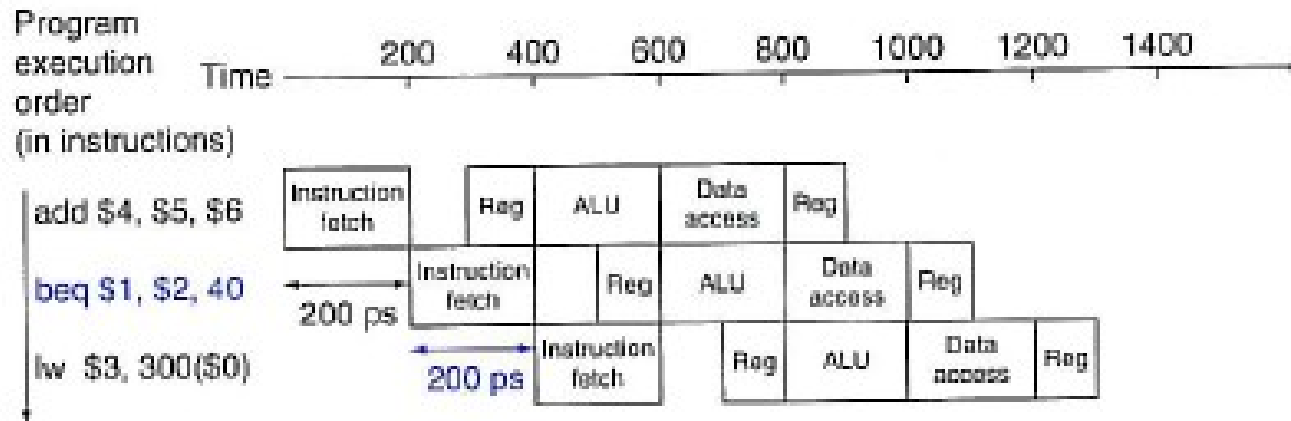 Program
execution
order
(in instructions)
Time
200 400 600 800 1000 1200 1400
add $4, $5, $6
Instruction
fetch
Reg
ALU
Data
access
Reg
beq $1, $2, 40
200 ps
Instruction
fetch
Reg
ALU
Data
access
Reg
lw $3, 300($0)
200 ps
Instruction
fetch
Reg
ALU
Data
access
Reg